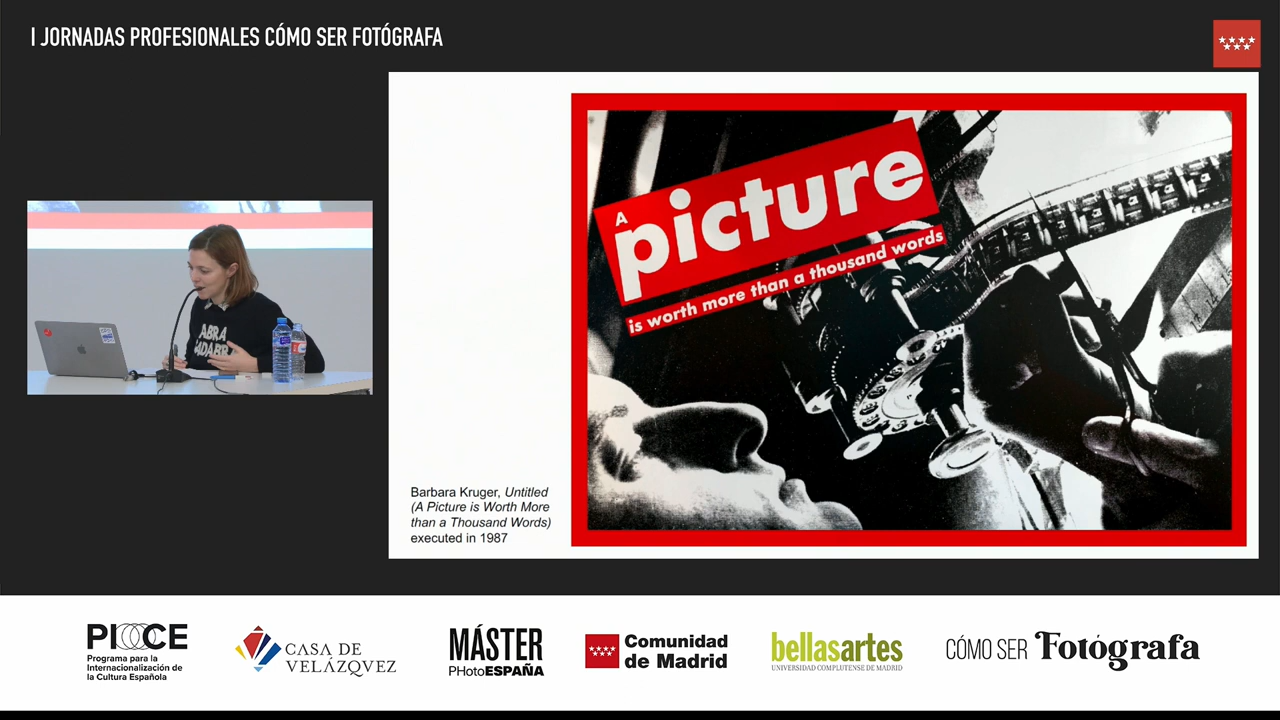 I JORNADAS PROFESIONALES CÓMO SER FOTÓGRAFA
A
picture
is worth more than a thousand words
ABRA
Barbara Kruger, Untitled
(A Picture is Worth More
than a Thousand Words)
executed in 1987
PICE
Programa para la
Internacionalización de
la Cultura Española
CASA DE
VELÁZQVEZ
MÁSTER
PHotoESPAÑA
Comunidad
de Madrid
bellasartes
UNIVERSIDAD COMPLUTENSE DE MADRID
CÓMO SER Fotógrafa